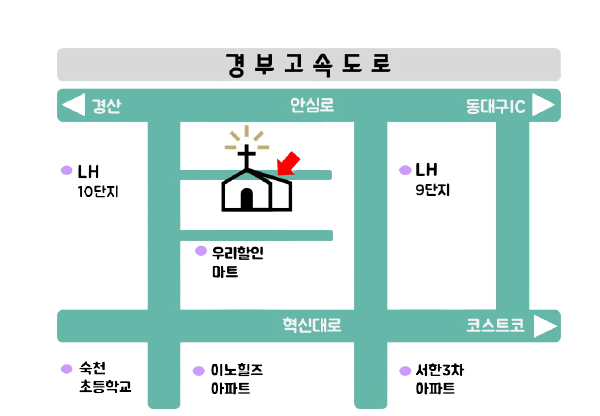 경부고속도로
경산 안심로 동대구IC
LH
10단지
LH
9단지
우리할인
마트
혁신대로 코스트코
숙천
초등학교
이노힐즈
아파트
서한3차
아파트